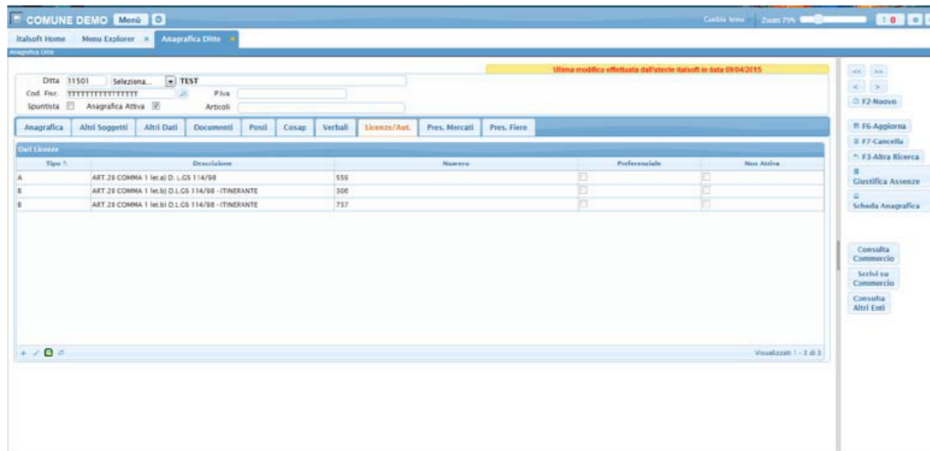 COMUNE DEMO Menù
Cambia tema Zoom 75% 0
Italsoft Home Menu Explorer × Anagrafica Ditte
Anagrafica Ditte
Ultima modifica effettuata dall'utente italsoft in data 09/04/2015
Ditta 11501 Seleziona... TEST
Cod. Fisc. TTTTTTTTTTTTTTTT P.Iva
Spuntista Anagrafica Attiva Articoli
Anagrafica Altri Soggetti Altri Dati Documenti Posti Cosap Verbali Licenze/Aut. Pres. Mercati Pres. Fiere
Dati Licenze
Tipo Descrizione Numero Preferenziale Non Attiva
A ART.28 COMMA 1 let.a) D. L.GS 114/98 559
B ART.28 COMMA 1 let.b) D.L.GS 114/98 - ITINERANTE 306
B ART.28 COMMA 1 let.b) D.L.GS 114/98 - ITINERANTE 737
Visualizzati 1 - 3 di 3
<< >>
< >
F2-Nuovo
F6-Aggiorna
F7-Cancella
F3-Altra Ricerca
Giustifica Assenze
Scheda Anagrafica
Consulta
Commercio
Scrivi su
Commercio
Consulta
Altri Enti